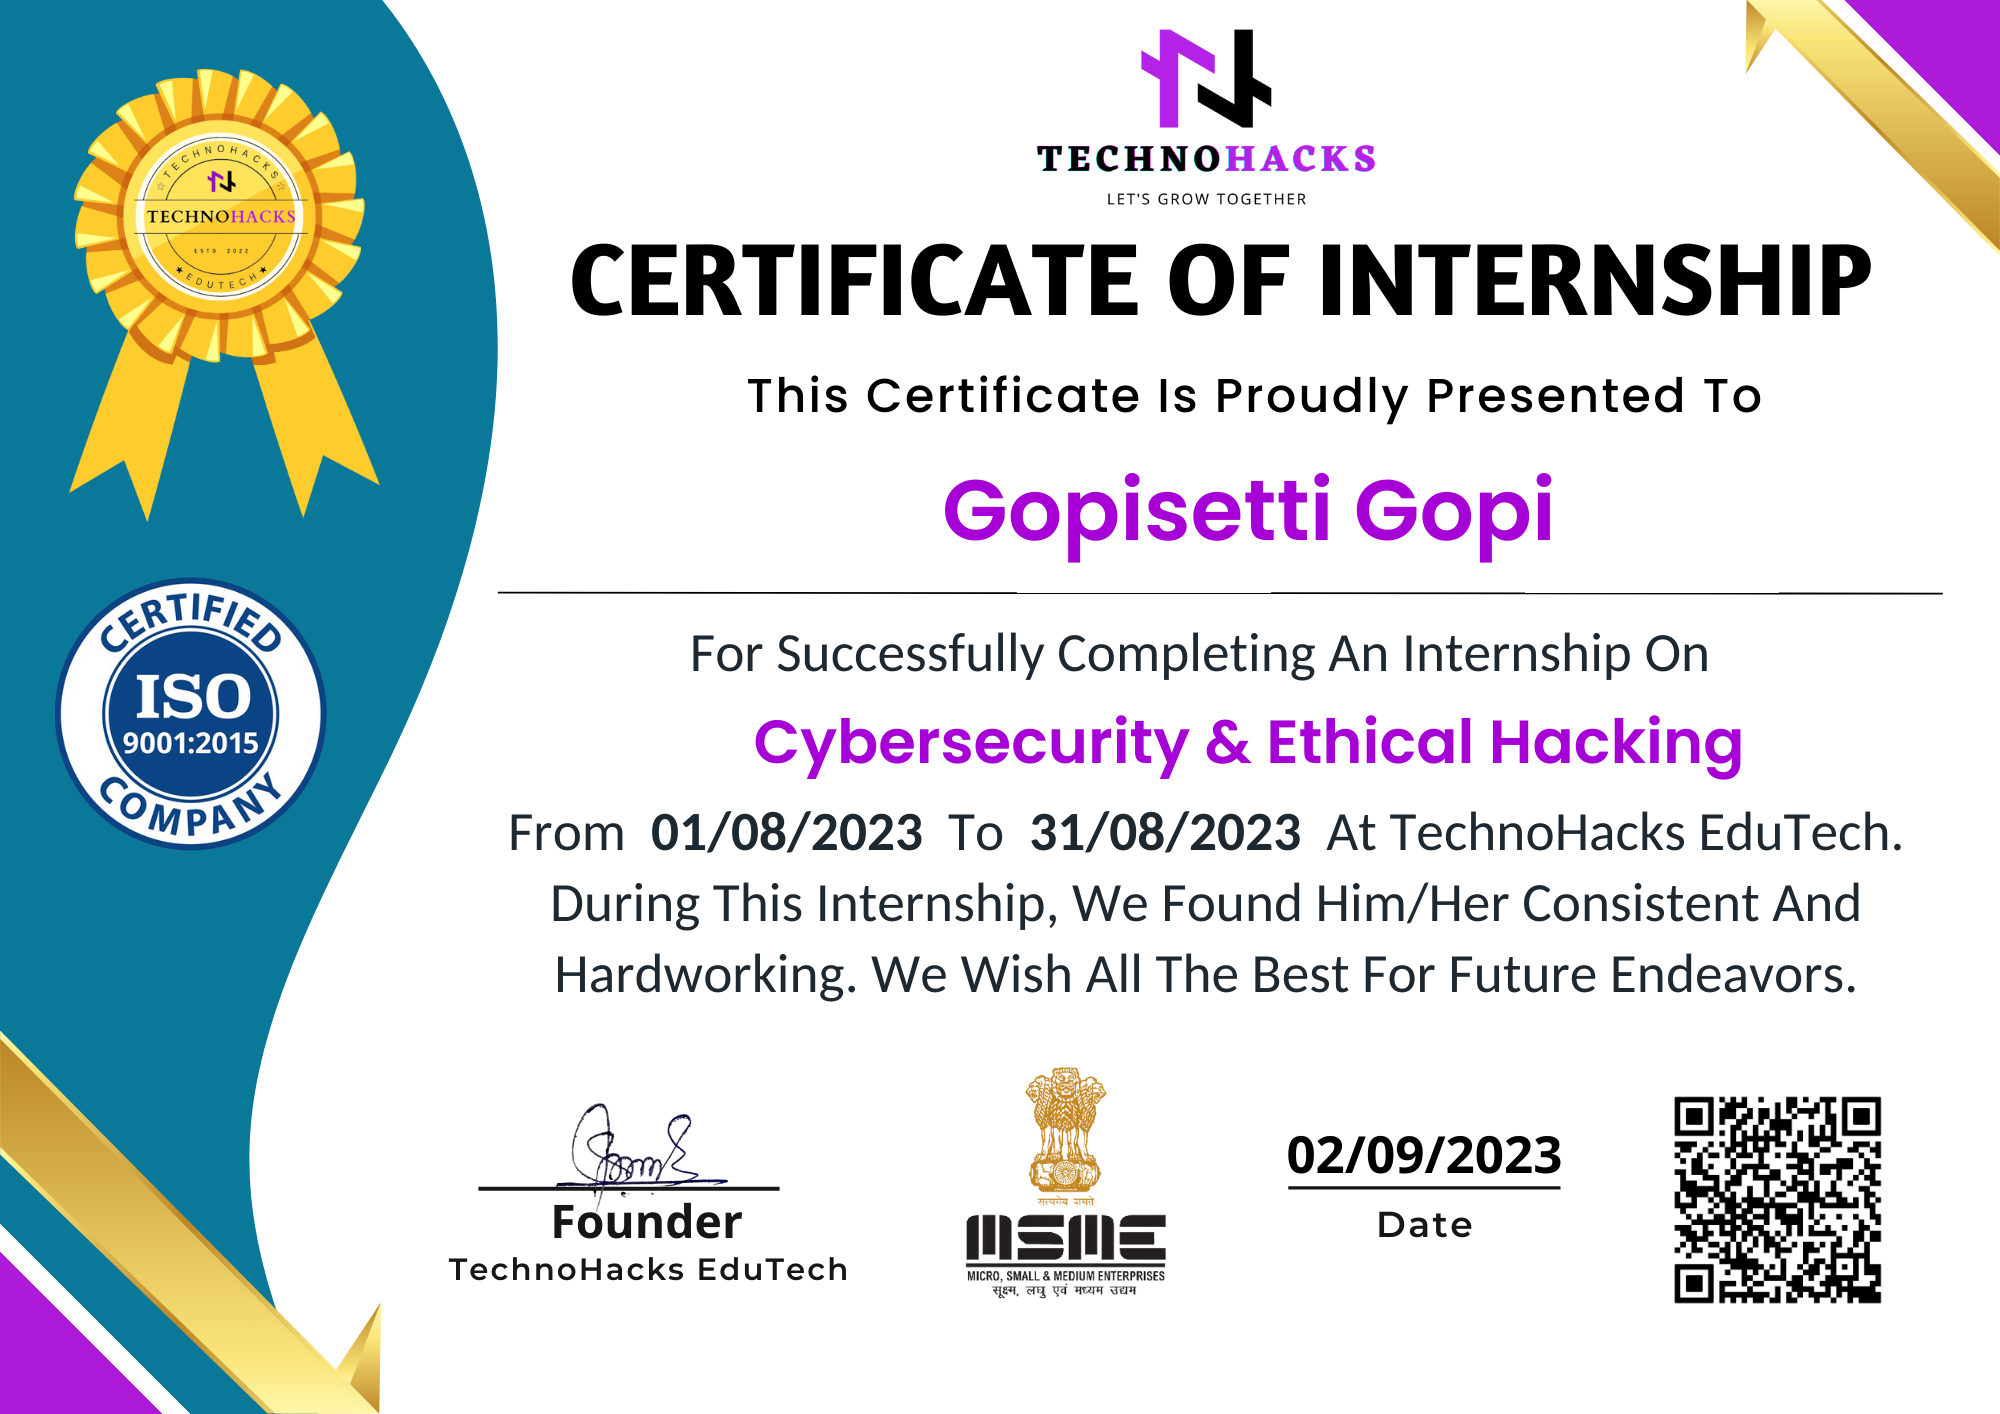 TECHNOHACKS
LET'S GROW TOGETHER
CERTIFICATE OF INTERNSHIP
This Certificate Is Proudly Presented To
Gopisetti Gopi
For Successfully Completing An Internship On
Cybersecurity & Ethical Hacking
From 01/08/2023 To 31/08/2023 At TechnoHacks EduTech.
During This Internship, We Found Him/Her Consistent And
Hardworking. We Wish All The Best For Future Endeavors.
TECHNOHACKS
TECHNOHACKS
ESTD 2022
EDUTECH
CERTIFIED
ISO
9001:2015
COMPANY
Founder
TechnoHacks EduTech
सत्यमेव जयते
MSME
MICRO, SMALL & MEDIUM ENTERPRISES
सूक्ष्म, लघु एवं मध्यम उद्यम
02/09/2023
Date